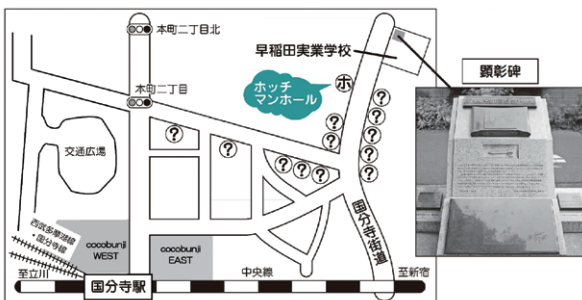 本町二丁目北
早稲田実業学校
顕彰碑
ホッチ
マンホール
ホ
本町二丁目
?
?
?
?
?
?
?
?
?
?
交通広場
国分寺街道
西武多摩湖線
・国分寺線
cocobunji
WEST
cocobunji
EAST
至立川
国分寺駅
中央線
至新宿